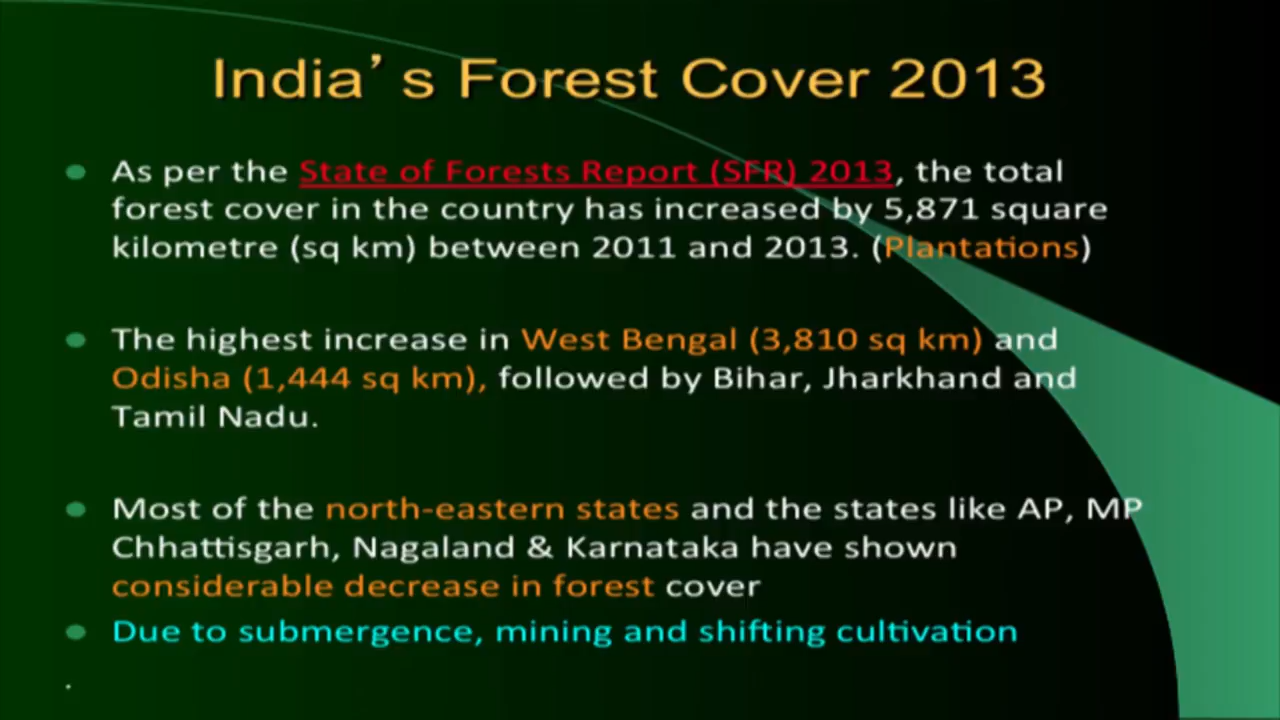 India's Forest Cover 2013
As per the State of Forests Report (SFR) 2013, the total
forest cover in the country has increased by 5,871 square
kilometre (sq km) between 2011 and 2013. (Plantations)
The highest increase in West Bengal (3,810 sq km) and
Odisha (1,444 sq km), followed by Bihar, Jharkhand and
Tamil Nadu.
Most of the north-eastern states and the states like AP, MP
Chhattisgarh, Nagaland & Karnataka have shown
considerable decrease in forest cover
Due to submergence, mining and shifting cultivation
.